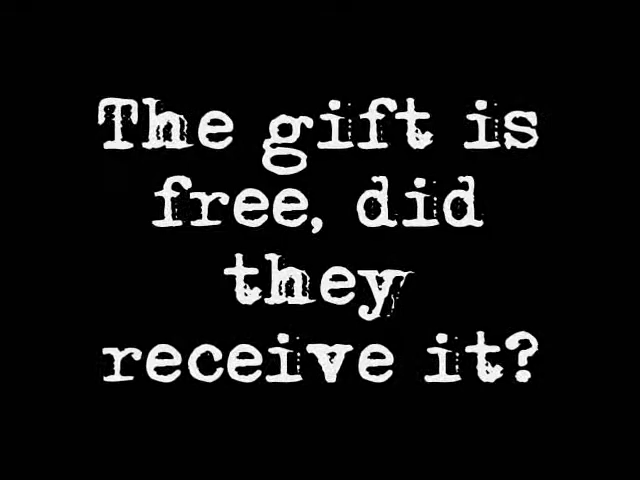 The gift is
free, did
they
receive it?